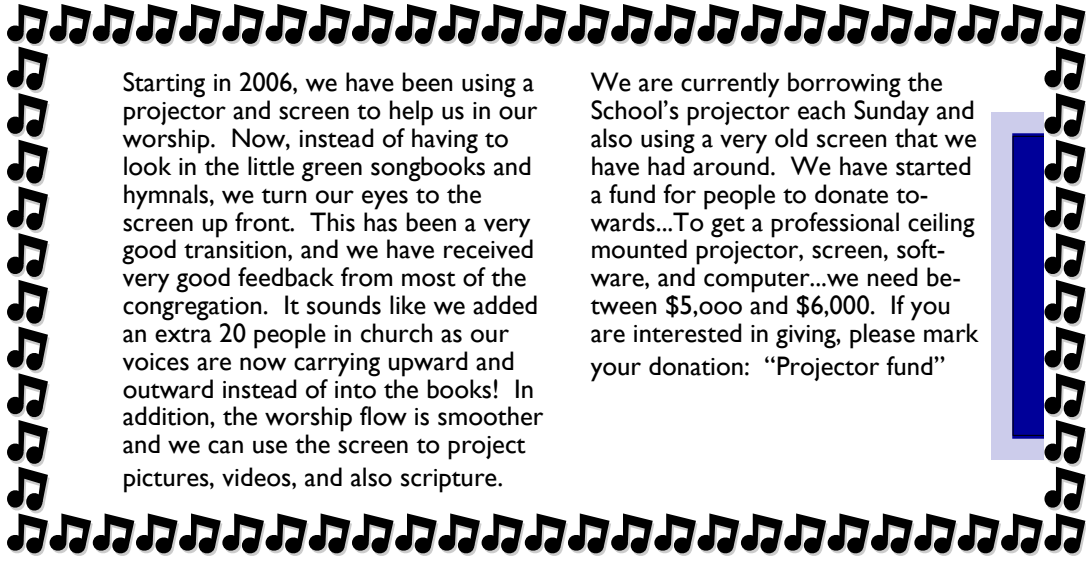 Starting in 2006, we have been using a
projector and screen to help us in our
worship.  Now, instead of having to
look in the little green songbooks and
hymnals, we turn our eyes to the
screen up front.  This has been a very
good transition, and we have received
very good feedback from most of the
congregation.  It sounds like we added
an extra 20 people in church as our
voices are now carrying upward and
outward instead of into the books!  In
addition, the worship flow is smoother
and we can use the screen to project
pictures, videos, and also scripture.
We are currently borrowing the
School’s projector each Sunday and
also using a very old screen that we
have had around.  We have started
a fund for people to donate to-
wards...To get a professional ceiling
mounted projector, screen, soft-
ware, and computer...we need be-
tween $5,ooo and $6,000.  If you
are interested in giving, please mark
your donation:  “Projector fund”